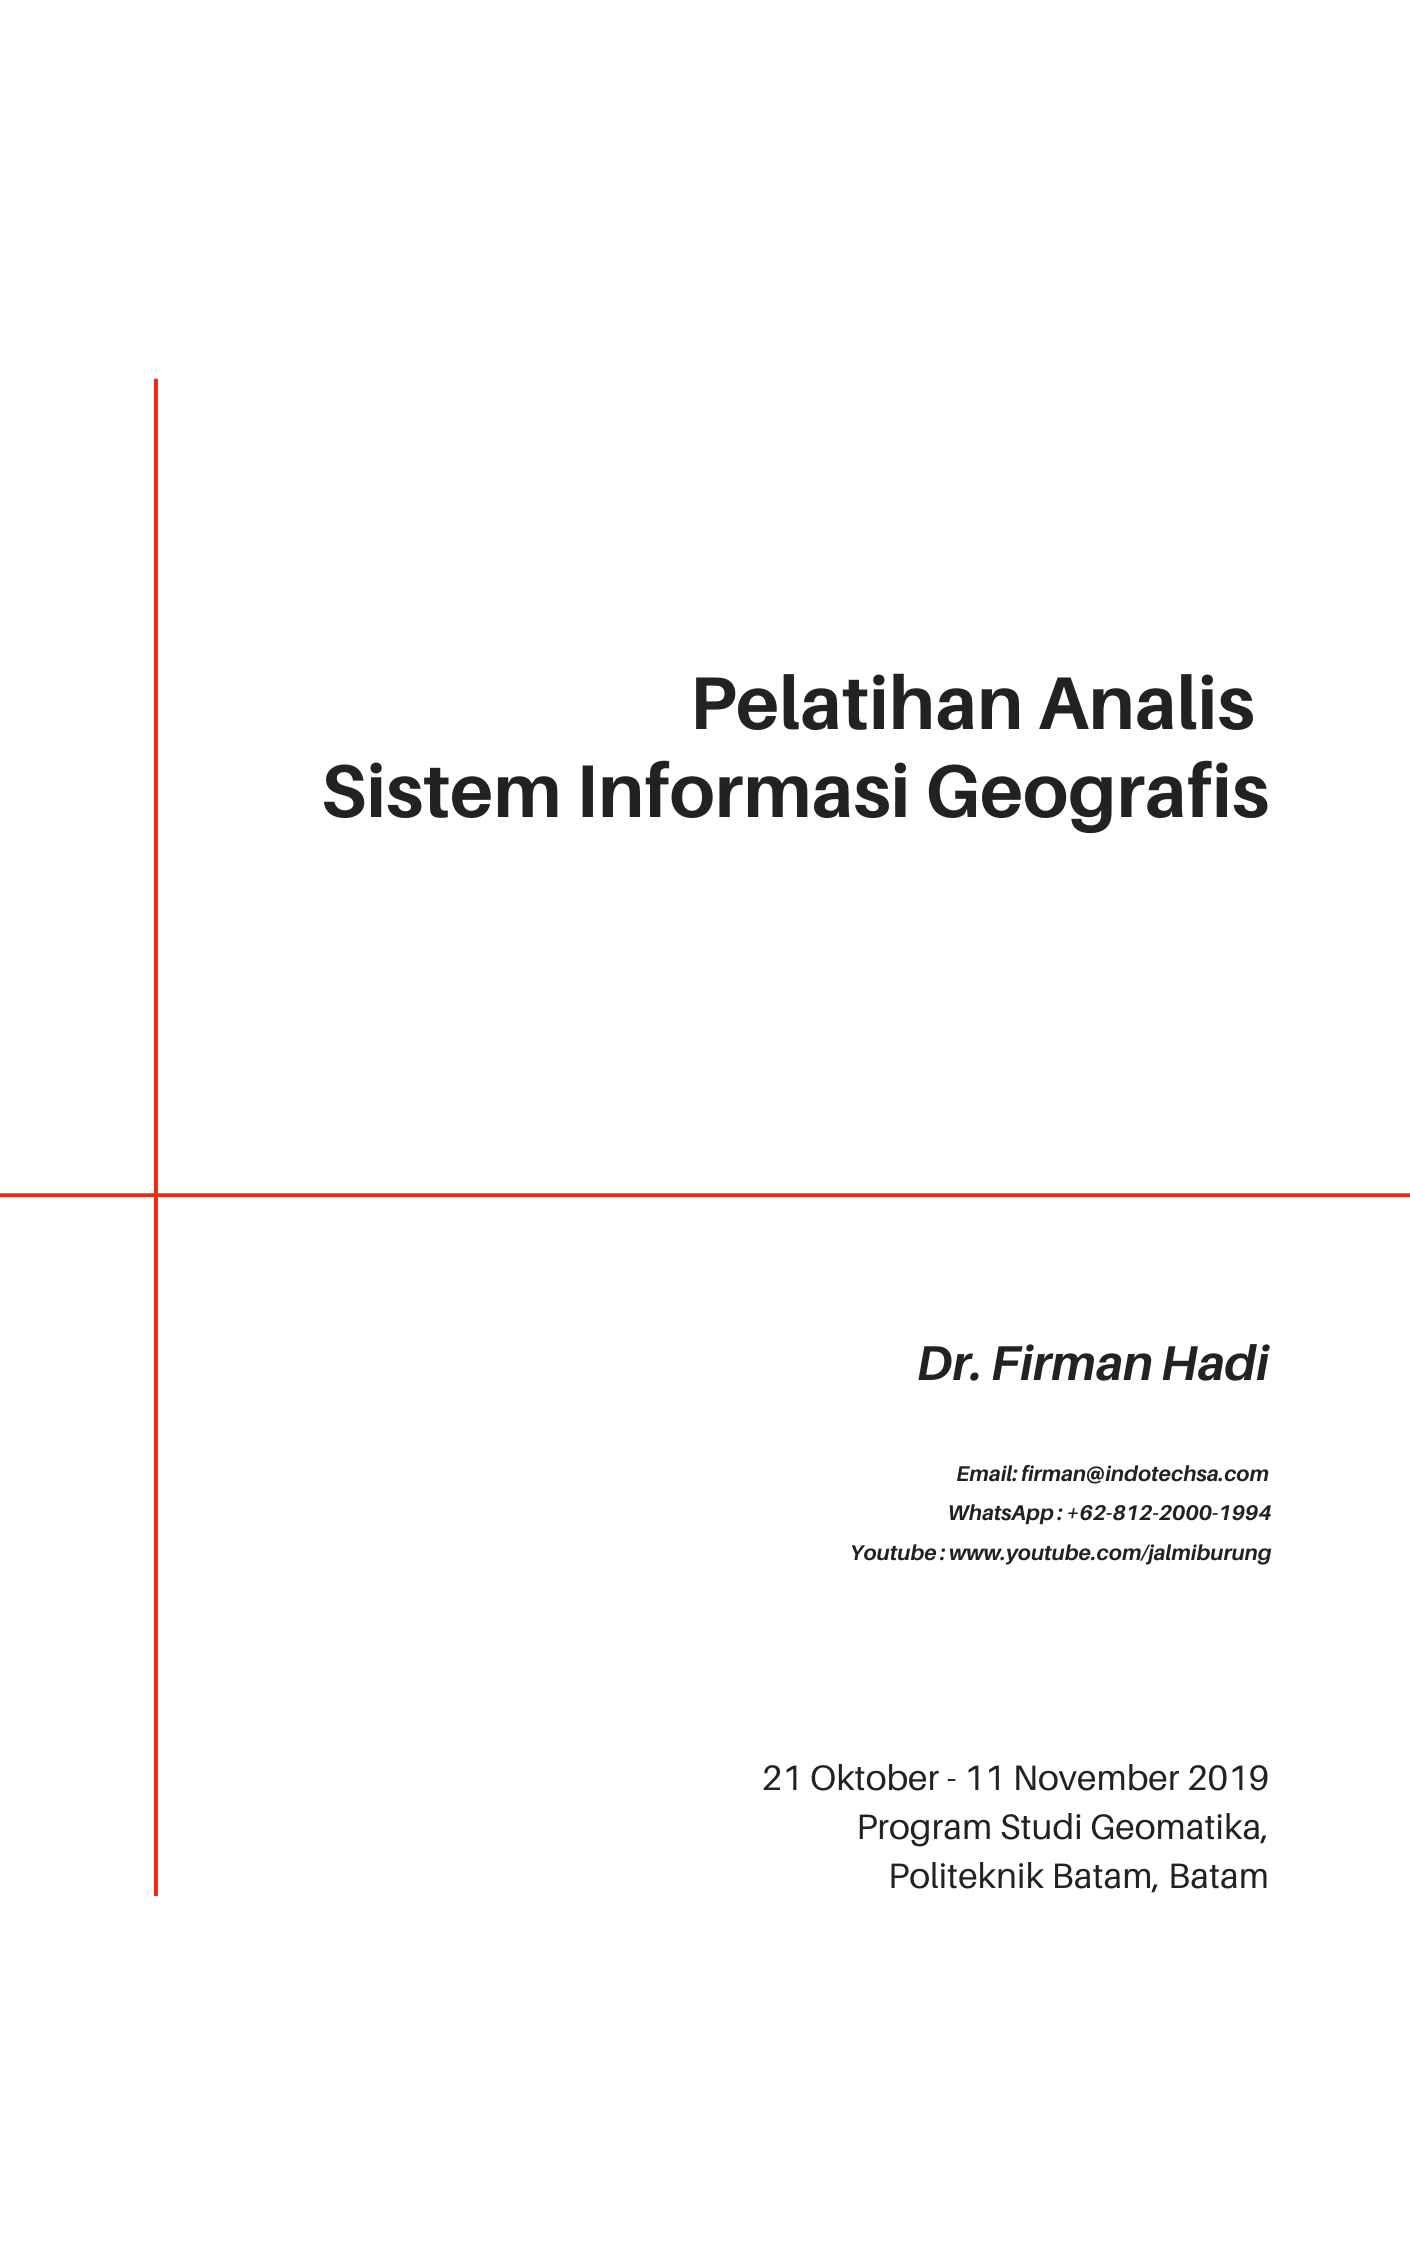 Pelatihan Analis
Sistem Informasi Geografis
Dr. Firman Hadi
Email: firman@indotechsa.com
WhatsApp : +62-812-2000-1994
Youtube : www.youtube.com/jalmiburung
21 Oktober - 11 November 2019
Program Studi Geomatika,
Politeknik Batam, Batam